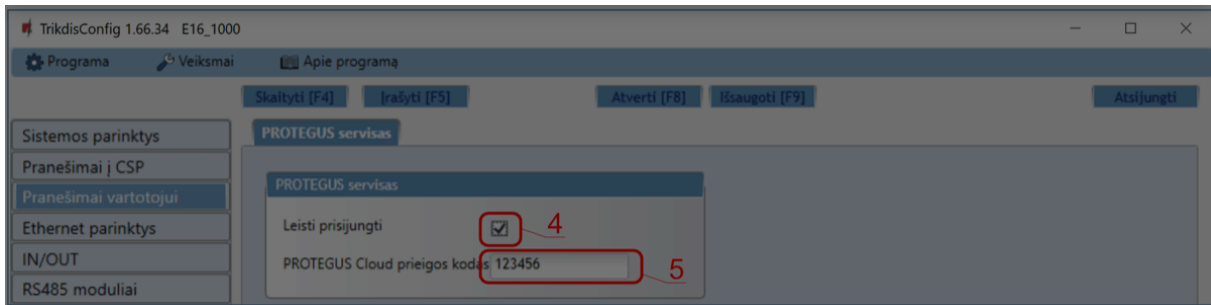 TrikdisConfig 1.66.34 E16_1000
Programa Veiksmai Apie programą
Skaityti [F4] Įrašyti [F5] Atverti [F8] Išsaugoti [F9] Atsijungti
Sistemos parinktys
PROTEGUS servisas
Pranešimai į CSP
Pranešimai vartotojui
PROTEGUS servisas
Ethernet parinktys
Leisti prisijungti 4
IN/OUT
PROTEGUS Cloud prieigos kodas 123456 5
RS485 moduliai